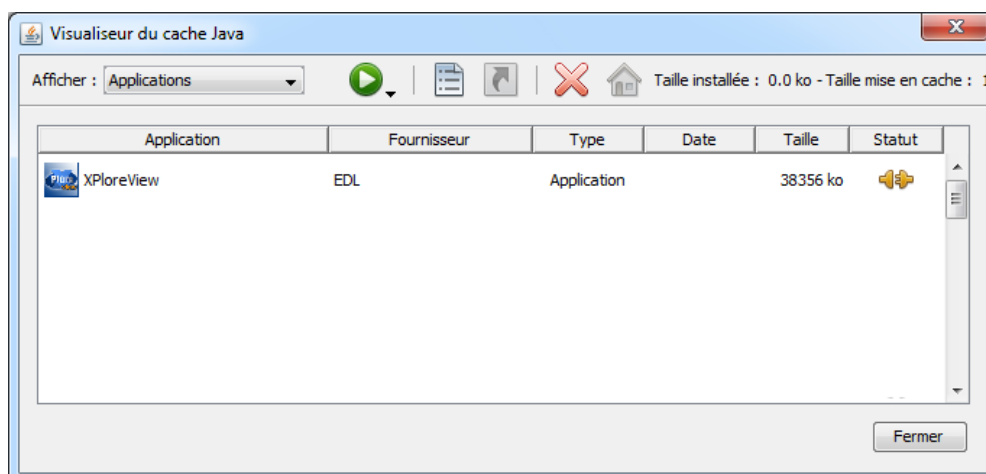 Visualiseur du cache Java
Afficher : Applications Taille installée : 0.0 ko - Taille mise en cache : 1
Application Fournisseur Type Date Taille Statut
XPloreView EDL Application 38356 ko
Fermer